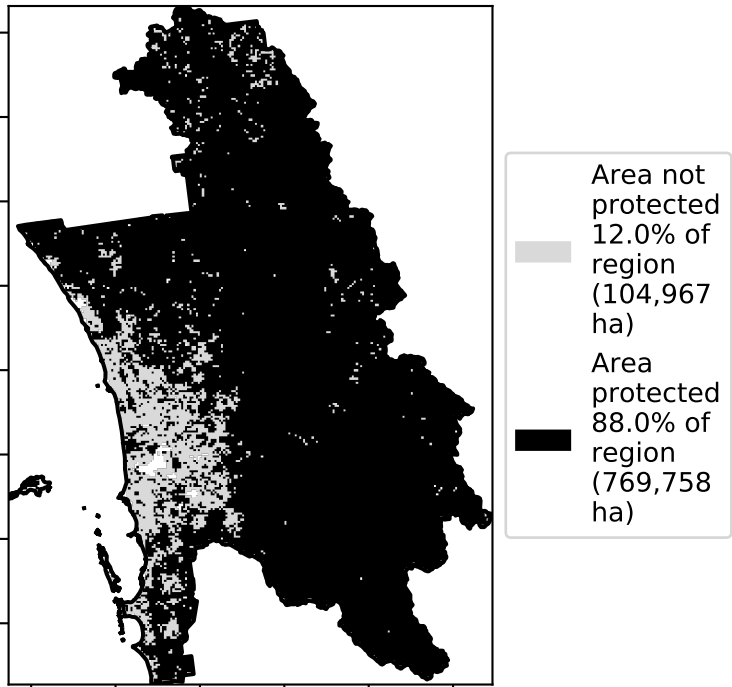 Area not
protected
12.0% of
region
(104,967
ha)
Area
protected
88.0% of
region
(769,758
ha)